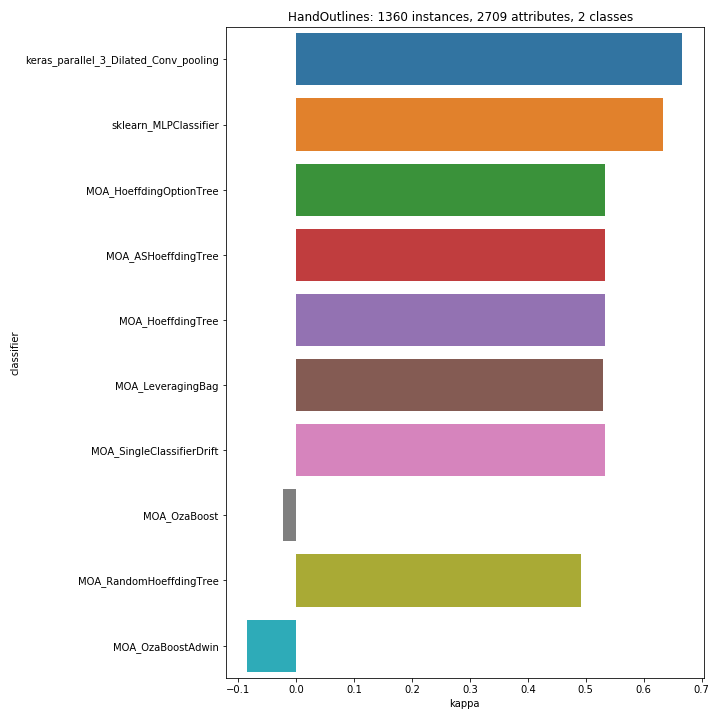 HandOutlines: 1360 instances, 2709 attributes, 2 classes
keras_parallel_3_Dilated_Conv_pooling
sklearn_MLPClassifier
MOA_HoeffdingOptionTree
MOA_ASHoeffdingTree
MOA_HoeffdingTree
MOA_LeveragingBag
MOA_SingleClassifierDrift
MOA_OzaBoost
MOA_RandomHoeffdingTree
MOA_OzaBoostAdwin
classifier
−0.1 0.0 0.1 0.2 0.3 0.4 0.5 0.6 0.7
kappa